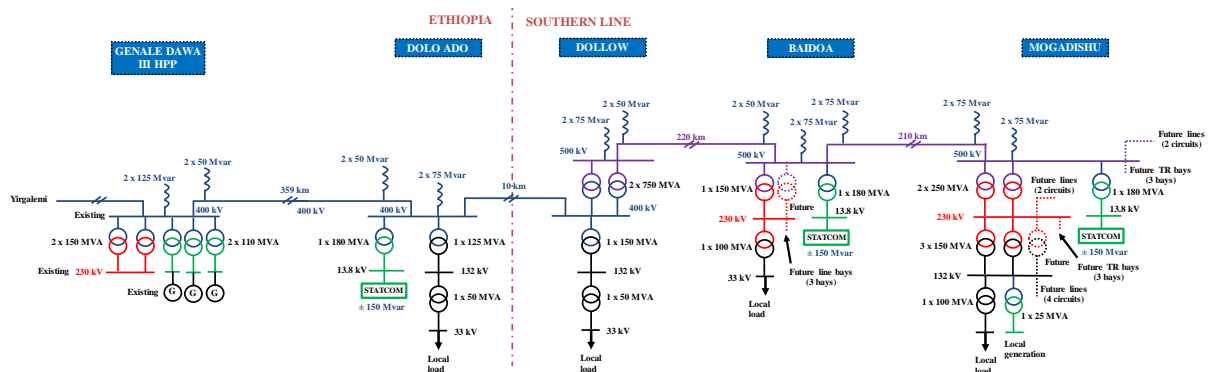 ETHIOPIA
SOUTHERN LINE
GENALE DAWA
III HPP
DOLO ADO
DOLLOW
BAIDOA
MOGADISHU
Yirgalemi
Existing
2 x 125 Mvar
2 x 50 Mvar
400 kV
359 km
400 kV
2 x 150 MVA
2 x 110 MVA
Existing
230 kV
Existing
G
G
G
2 x 50 Mvar
2 x 75 Mvar
400 kV
10 km
1 x 180 MVA
13.8 kV
STATCOM
± 150 Mvar
1 x 125 MVA
132 kV
1 x 50 MVA
33 kV
Local
load
2 x 50 Mvar
2 x 75 Mvar
500 kV
220 km
2 x 750 MVA
400 kV
1 x 150 MVA
132 kV
1 x 50 MVA
33 kV
Local
load
2 x 50 Mvar
2 x 75 Mvar
2 x 75 Mvar
500 kV
210 km
1 x 150 MVA
Future
230 kV
1 x 100 MVA
33 kV
Local
load
Future line bays
(3 bays)
1 x 180 MVA
13.8 kV
STATCOM
± 150 Mvar
2 x 75 Mvar
2 x 75 Mvar
500 kV
Future lines
(2 circuits)
Future TR bays
(3 bays)
2 x 250 MVA
Future lines
(2 circuits)
1 x 180 MVA
13.8 kV
STATCOM
± 150 Mvar
230 kV
3 x 150 MVA
Future
Future TR bays
(3 bays)
132 kV
Future lines
(4 circuits)
1 x 100 MVA
1 x 25 MVA
Local
generation
Local
load